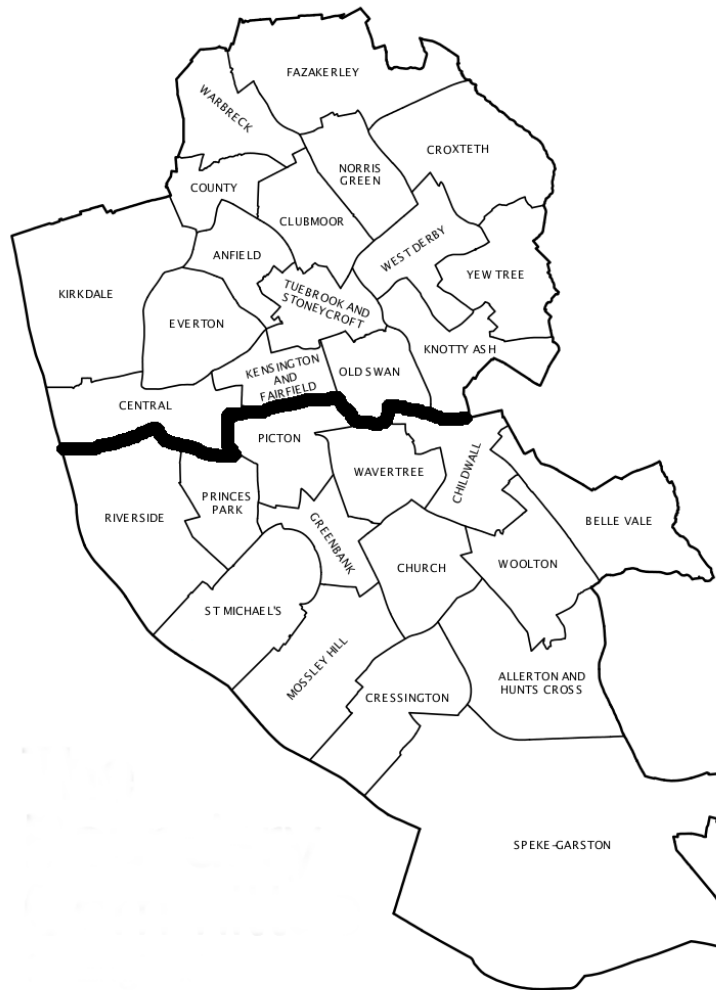 FAZAKERLEY
WARBRECK
CROXTETH
NORRIS
GREEN
COUNTY
CLUBMOOR
WEST DERBY
ANFIELD
YEW TREE
KIRKDALE
TUEBROOK AND
STONEYCROFT
EVERTON
KNOTTY ASH
KENSINGTON
AND
FAIRFIELD
OLD SWAN
CENTRAL
PICTON
WAVERTREE
CHILDWALL
PRINCES
PARK
RIVERSIDE
BELLE VALE
GREENBANK
CHURCH
WOOLTON
ST MICHAEL'S
MOSSLEY HILL
ALLERTON AND
HUNTS CROSS
CRESSINGTON
SPEKE-GARSTON